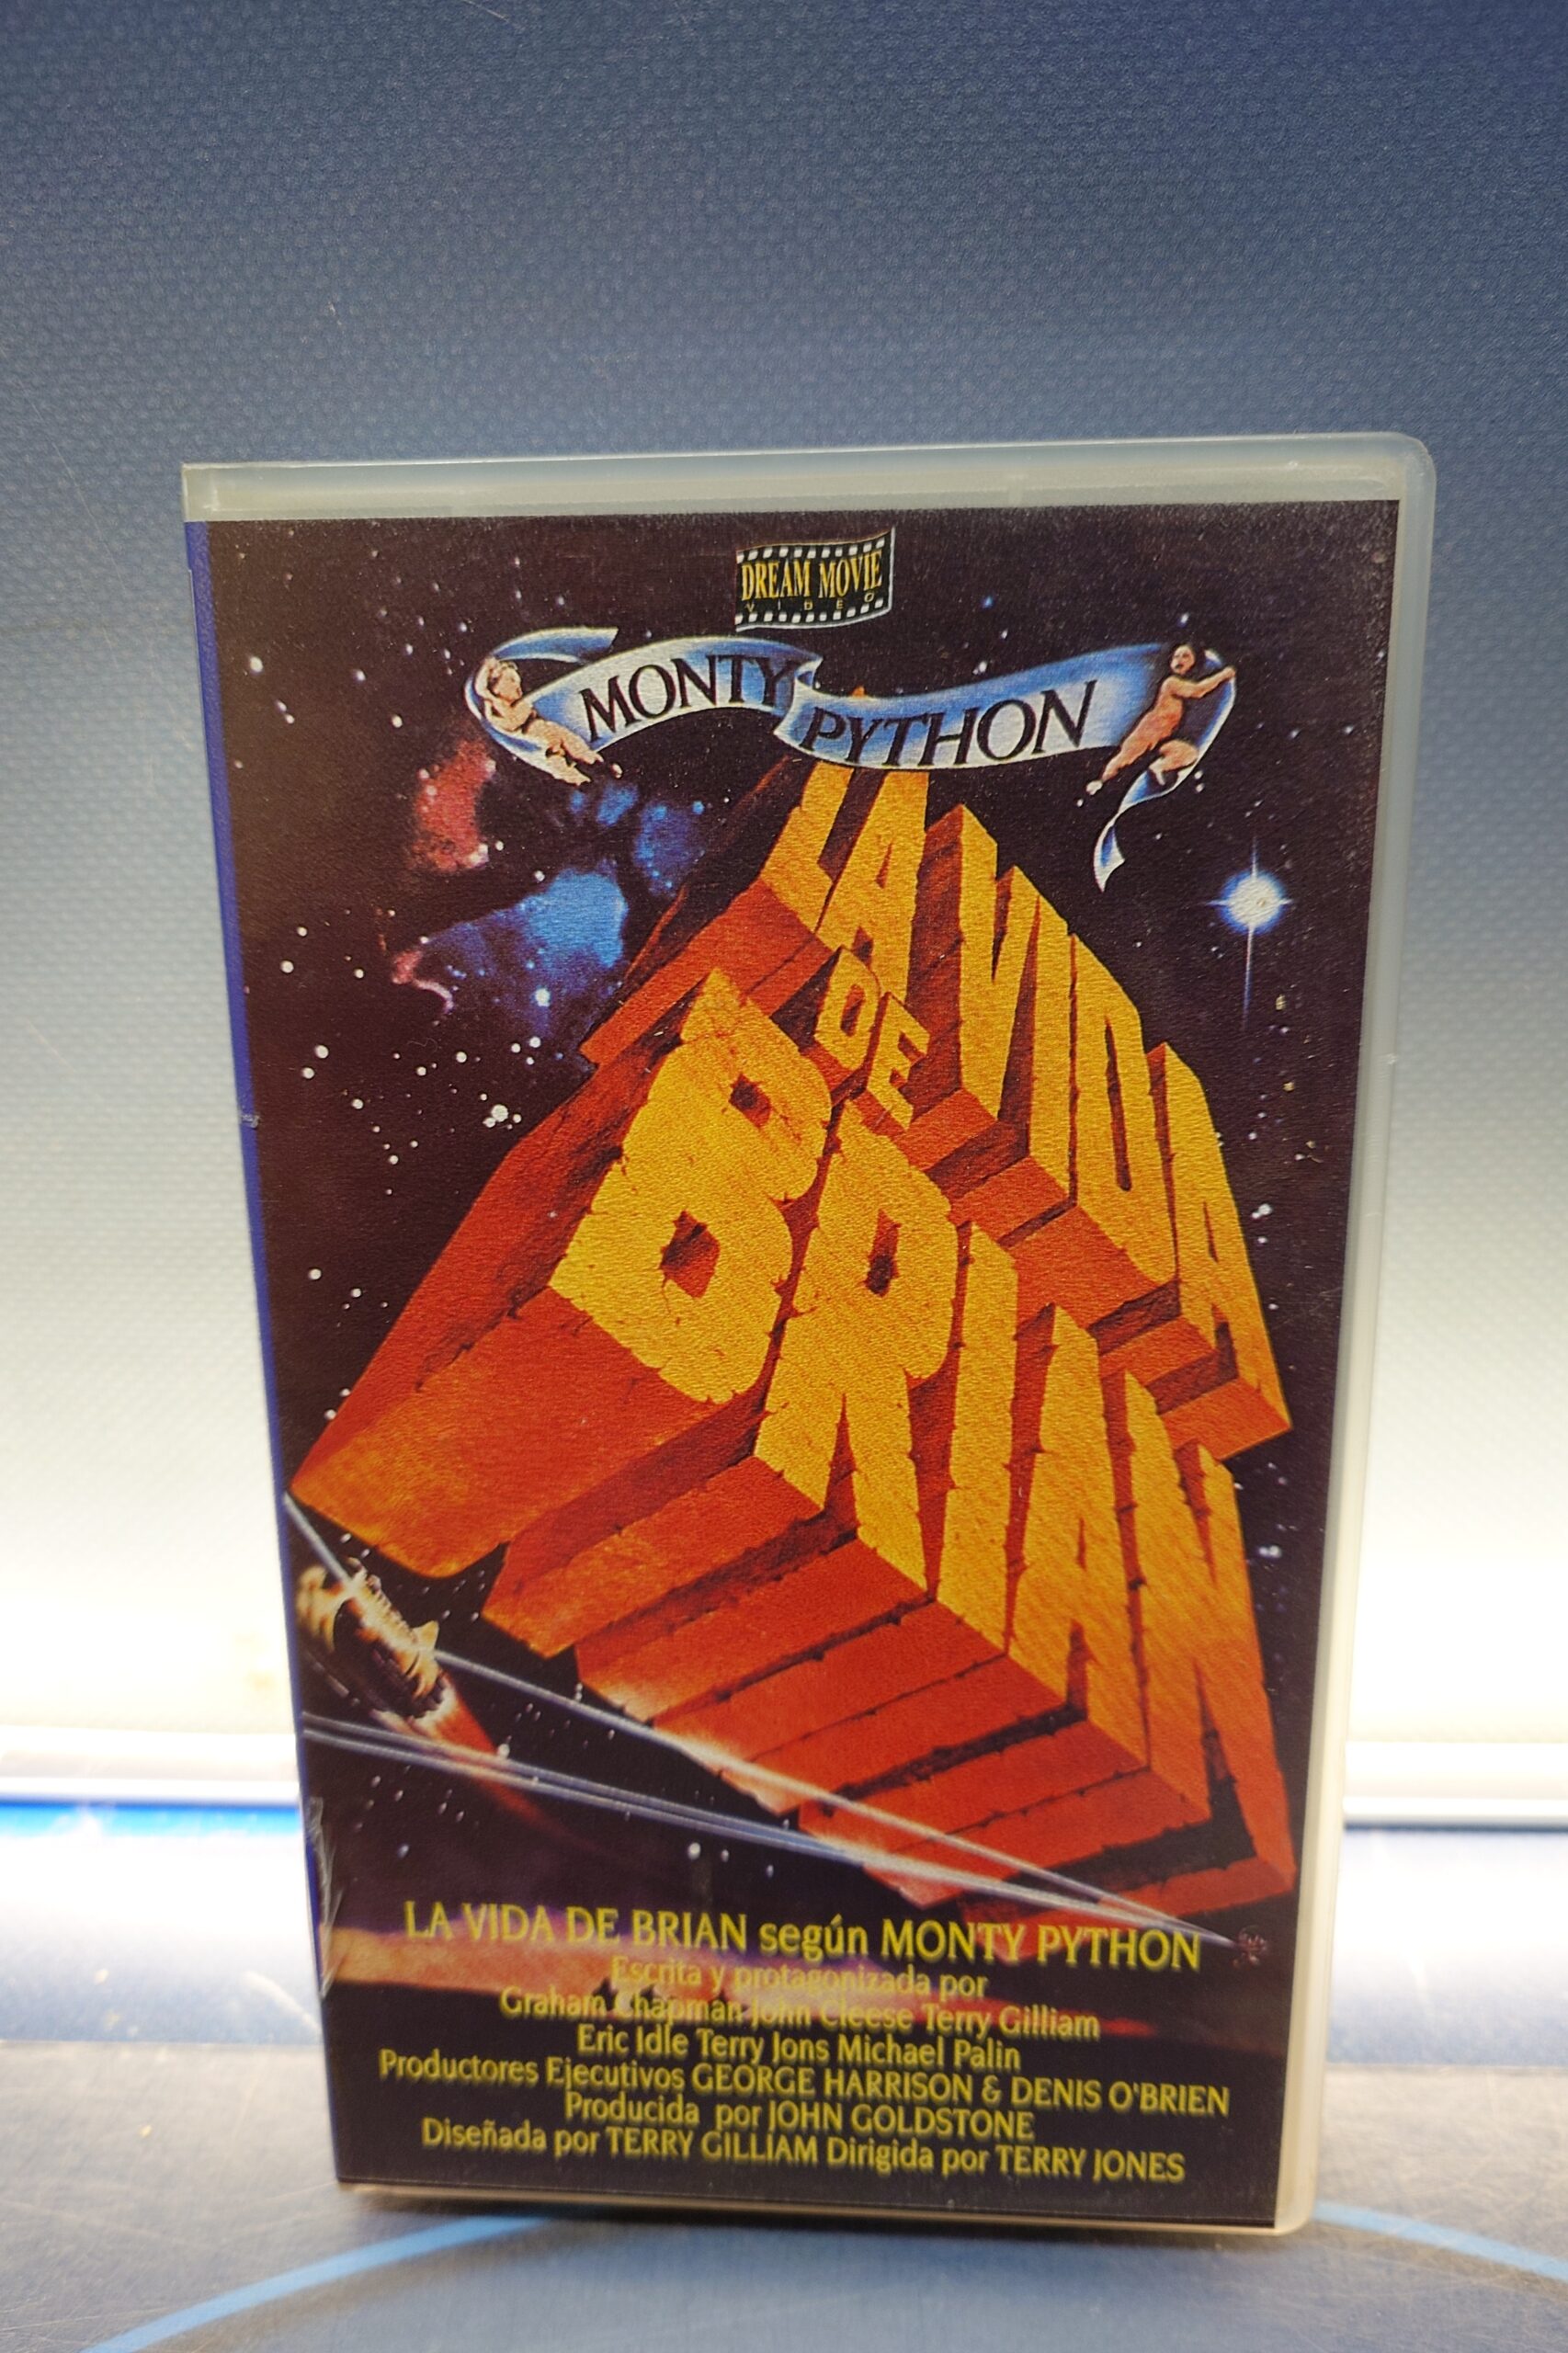 DREAM MOVIE
VIDEO
MONTY PYTHON
LA VIDA
DE
BRIAN
LA VIDA DE BRIAN según MONTY PYTHON
Escrita y protagonizada por
Graham Chapman John Cleese Terry Gilliam
Eric Idle Terry Jons Michael Palin
Productores Ejecutivos GEORGE HARRISON & DENIS O'BRIEN
Producida por JOHN GOLDSTONE
Diseñada por TERRY GILLIAM Dirigida por TERRY JONES